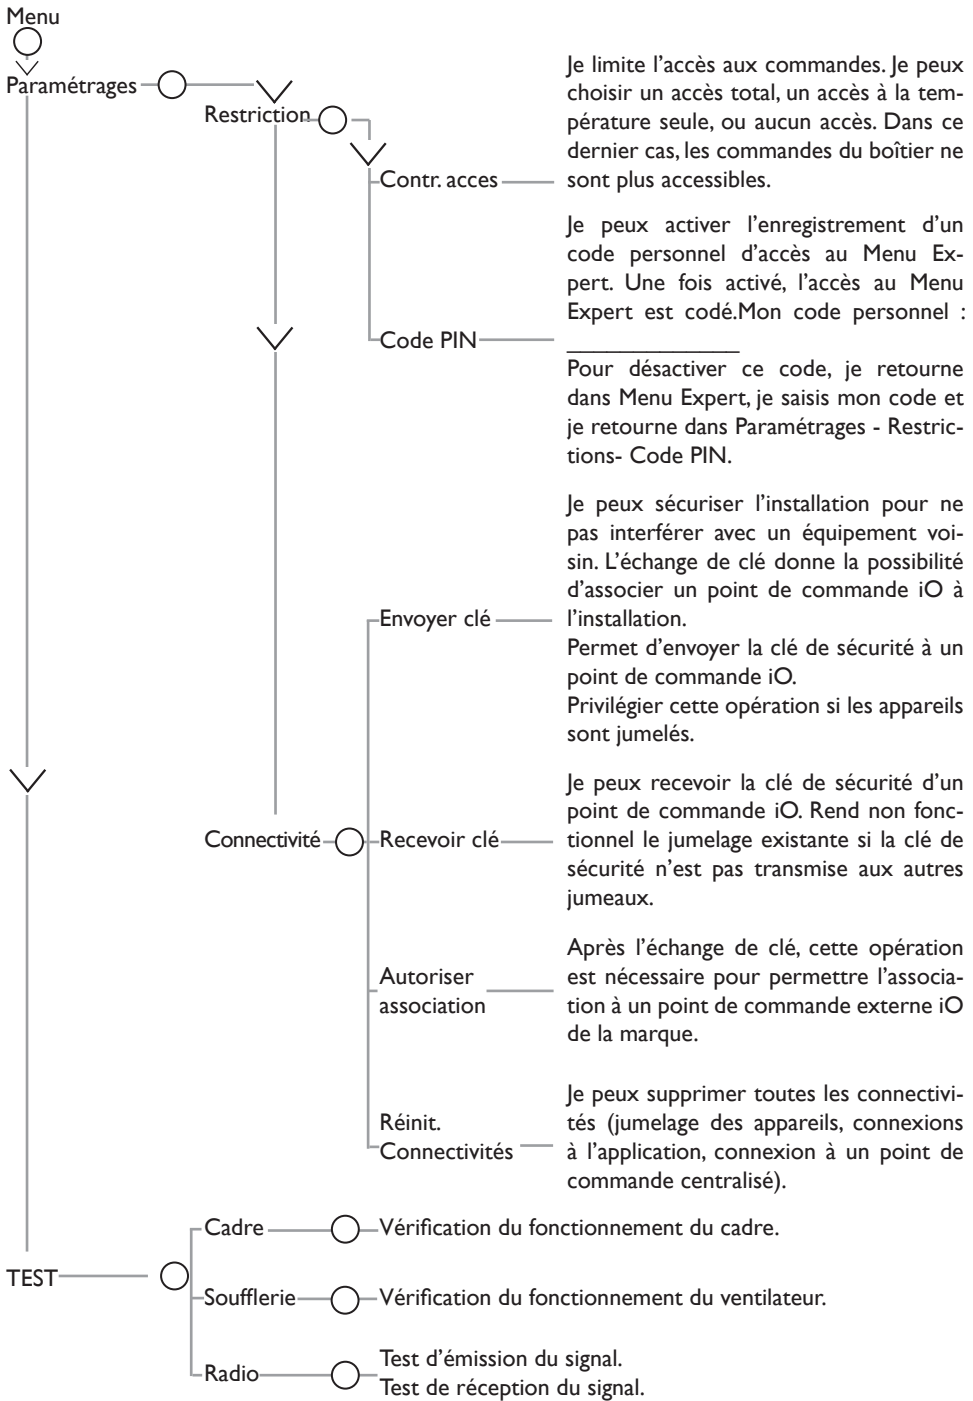 Menu
Paramétrages
Restriction
Je limite l’accès aux commandes. Je peux
choisir un accès total, un accès à la tem-
pérature seule, ou aucun accès. Dans ce
dernier cas, les commandes du boîtier ne
sont plus accessibles.
Contr. acces
Je peux activer l’enregistrement d’un
code personnel d’accès au Menu Ex-
pert. Une fois activé, l’accès au Menu
Expert est codé.Mon code personnel :
_______________
Code PIN
Pour désactiver ce code, je retourne
dans Menu Expert, je saisis mon code et
je retourne dans Paramétrages - Restric-
tions- Code PIN.
Je peux sécuriser l’installation pour ne
pas interférer avec un équipement voi-
sin. L’échange de clé donne la possibilité
d’associer un point de commande iO à
l’installation.
Envoyer clé
Permet d’envoyer la clé de sécurité à un
point de commande iO.
Privilégier cette opération si les appareils
sont jumelés.
Connectivité
Recevoir clé
Je peux recevoir la clé de sécurité d’un
point de commande iO. Rend non fonc-
tionnel le jumelage existante si la clé de
sécurité n’est pas transmise aux autres
jumeaux.
Autoriser
association
Après l’échange de clé, cette opération
est nécessaire pour permettre l’associa-
tion à un point de commande externe iO
de la marque.
Réinit.
Connectivités
Je peux supprimer toutes les connectivi-
tés (jumelage des appareils, connexions
à l’application, connexion à un point de
commande centralisé).
TEST
Cadre
Vérification du fonctionnement du cadre.
Soufflerie
Vérification du fonctionnement du ventilateur.
Radio
Test d’émission du signal.
Test de réception du signal.